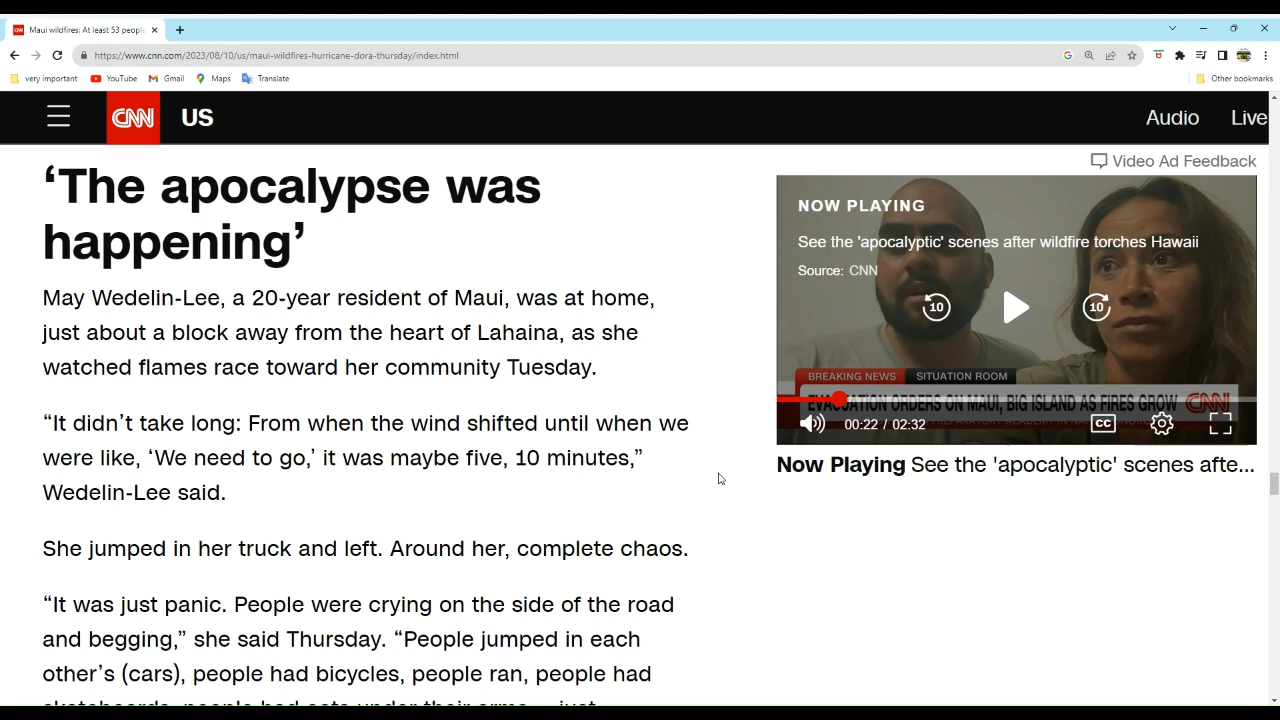 Maui wildfires: At least 53 people
https://www.cnn.com/2023/08/10/us/maui-wildfires-hurricane-dora-thursday/index.html
very important YouTube Gmail Maps Translate Other bookmarks
CNN US Audio Live
‘The apocalypse was
happening’
May Wedelin-Lee, a 20-year resident of Maui, was at home,
just about a block away from the heart of Lahaina, as she
watched flames race toward her community Tuesday.
“It didn’t take long: From when the wind shifted until when we
were like, ‘We need to go,’ it was maybe five, 10 minutes,”
Wedelin-Lee said.
She jumped in her truck and left. Around her, complete chaos.
“It was just panic. People were crying on the side of the road
and begging,” she said Thursday. “People jumped in each
other’s (cars), people had bicycles, people ran, people had
Video Ad Feedback
NOW PLAYING
See the 'apocalyptic' scenes after wildfire torches Hawaii
Source: CNN
10 10
BREAKING NEWS SITUATION ROOM
ORDERS ON MAUI, BIG ISLAND AS FIRES GROW CNN
00:22 / 02:32 CC
Now Playing See the 'apocalyptic' scenes afte...